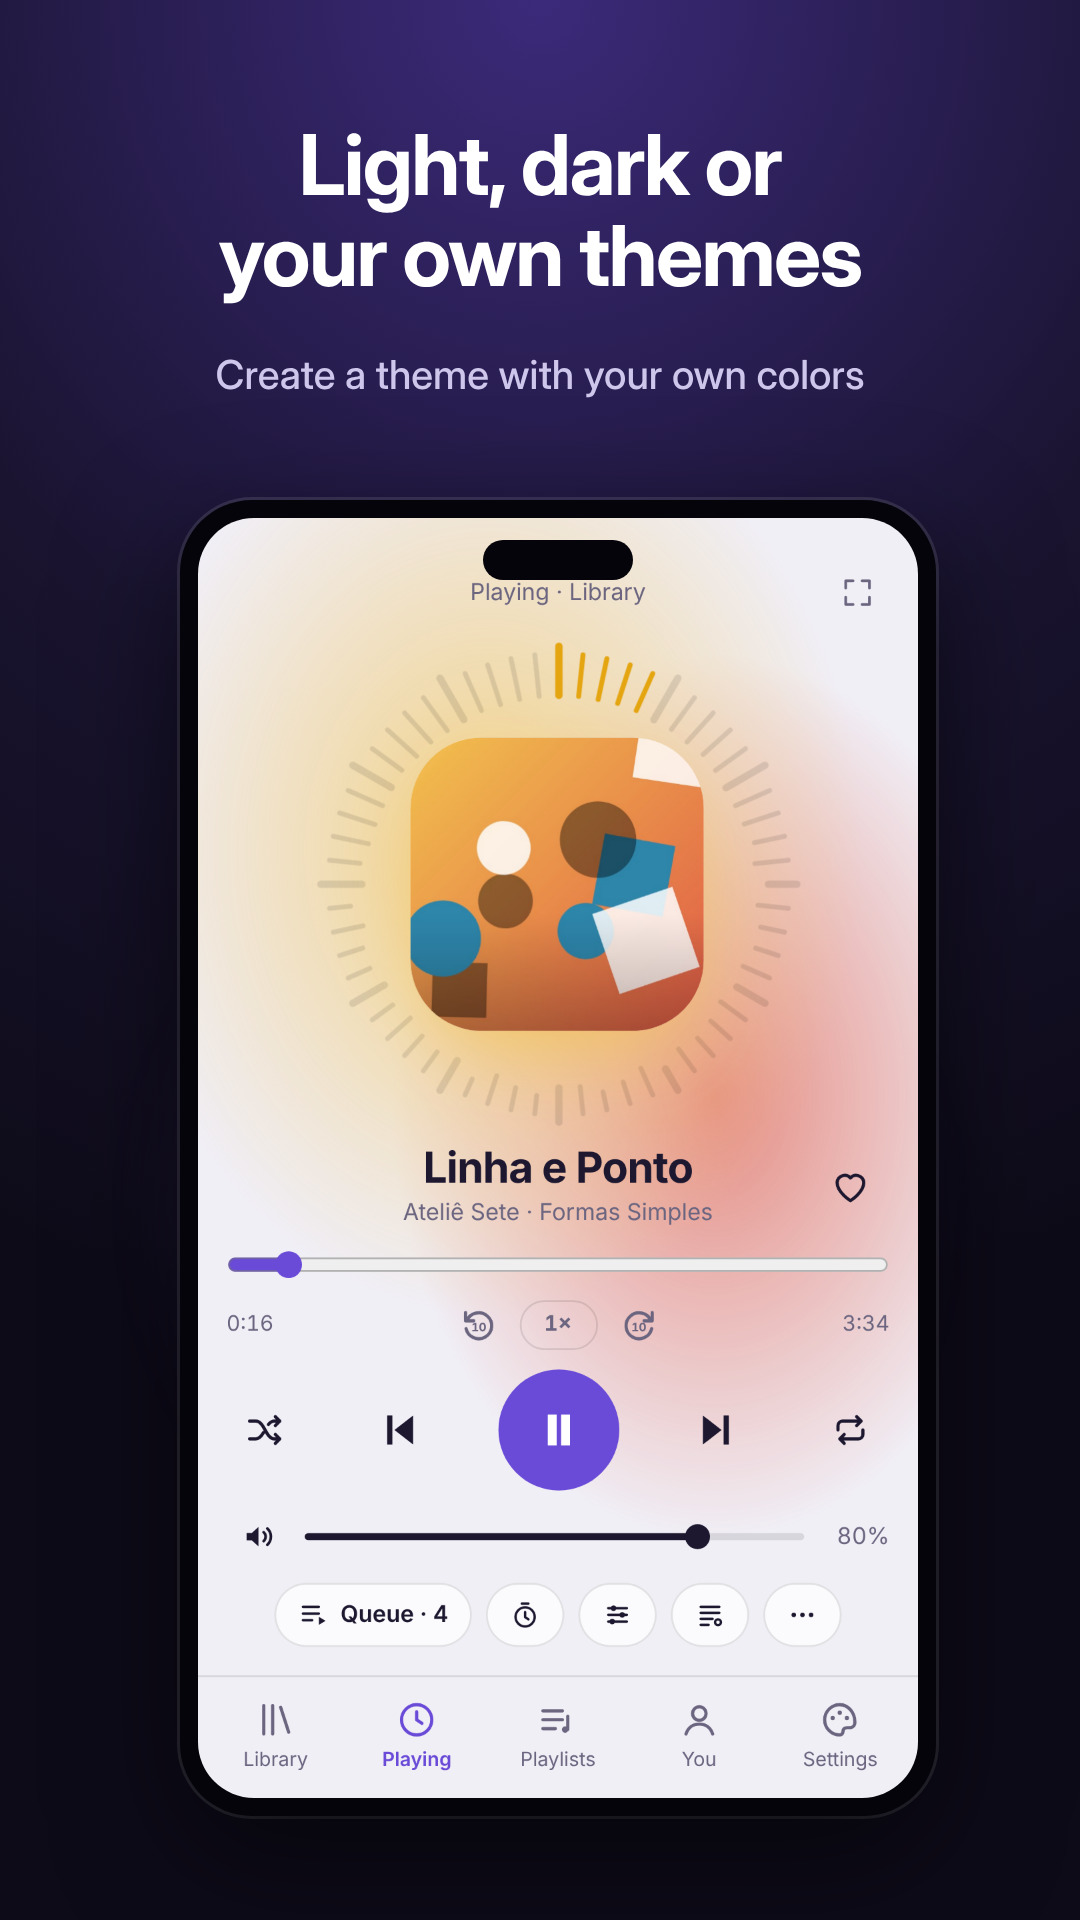 Light, dark or
your own themes
Create a theme with your own colors
Playing · Library
Linha e Ponto
Ateliê Sete · Formas Simples
0:16
10
1×
10
3:34
80%
Queue · 4
Library
Playing
Playlists
You
Settings